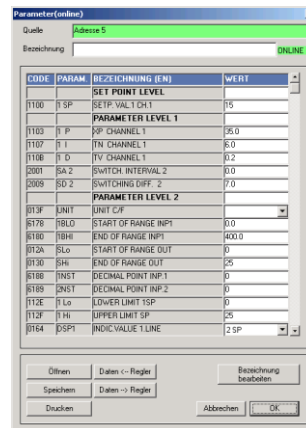 Parameter(online)
Quelle Adresse 5
Bezeichnung ONLINE
CODE PARAM. BEZEICHNUNG (EN) WERT
SET POINT LEVEL
1100 1 SP SETP. VAL.1 CH.1 15
PARAMETER LEVEL 1
1103 1 P XP CHANNEL 1 35.0
1107 1 I TN CHANNEL 1 6.0
110B 1 D TV CHANNEL 1 0.2
2001 SA 2 SWITCH. INTERVAL 2 0.0
2009 SD 2 SWITCHING DIFF. 2 7.0
PARAMETER LEVEL 2
013F UNIT UNIT C/F
6178 1BLO START OF RANGE INP1 0.0
6180 1BHI END OF RANGE INP1 400.0
012A SLo START OF RANGE OUT 0
0130 SHi END OF RANGE OUT 25
6188 1NST DECIMAL POINT INP.1 0
6189 2NST DECIMAL POINT INP.2 0
112E 1 Lo LOWER LIMIT 1SP 0
112F 1 Hi UPPER LIMIT SP 25
0164 DSP1 INDIC.VALUE 1.LINE 2 SP
Öffnen Daten <-- Regler Bezeichnung bearbeiten
Speichern Daten --> Regler
Drucken Abbrechen OK